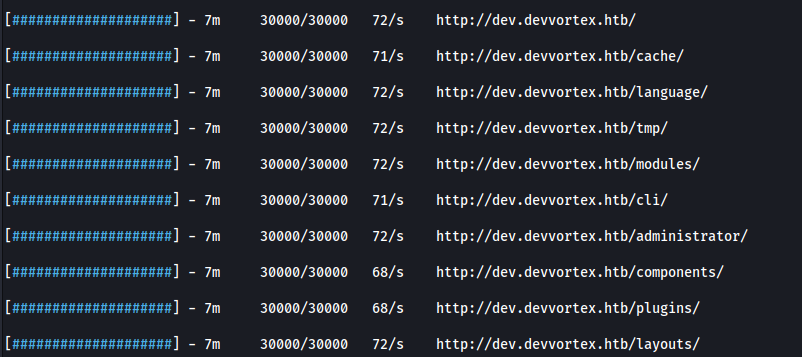 [####################] - 7m 30000/30000 72/s http://dev.devvortex.htb/
[####################] - 7m 30000/30000 71/s http://dev.devvortex.htb/cache/
[####################] - 7m 30000/30000 72/s http://dev.devvortex.htb/language/
[####################] - 7m 30000/30000 72/s http://dev.devvortex.htb/tmp/
[####################] - 7m 30000/30000 72/s http://dev.devvortex.htb/modules/
[####################] - 7m 30000/30000 71/s http://dev.devvortex.htb/cli/
[####################] - 7m 30000/30000 72/s http://dev.devvortex.htb/administrator/
[####################] - 7m 30000/30000 68/s http://dev.devvortex.htb/components/
[####################] - 7m 30000/30000 68/s http://dev.devvortex.htb/plugins/
[####################] - 7m 30000/30000 72/s http://dev.devvortex.htb/layouts/